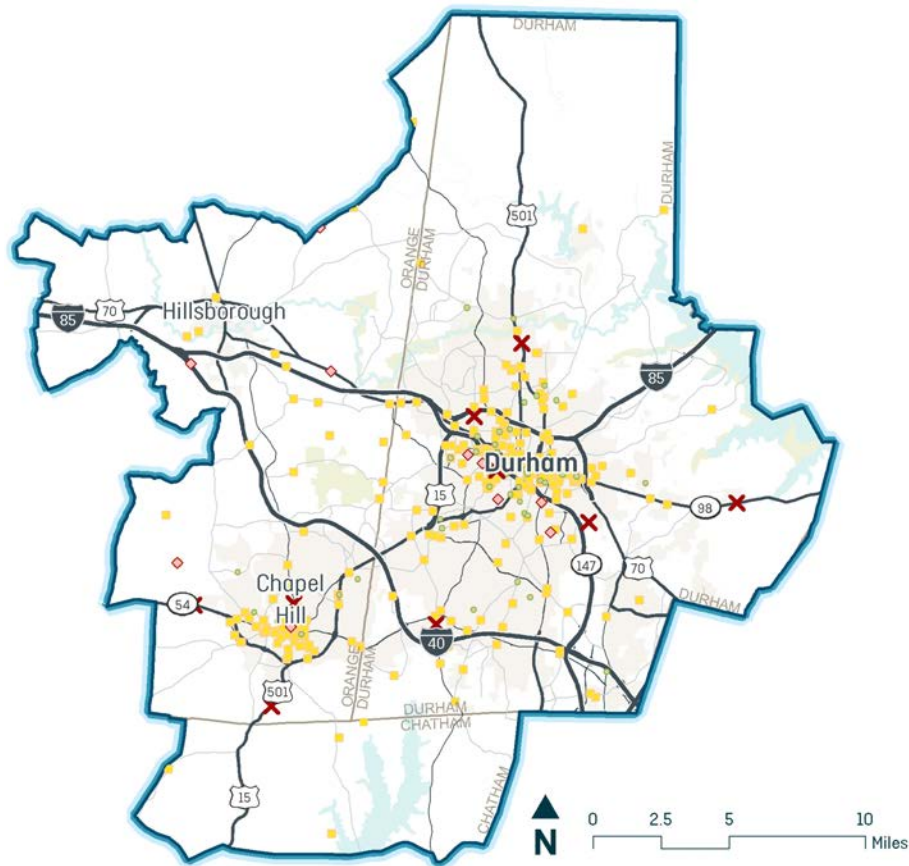 DURHAM
DURHAM
501
ORANGE
DURHAM
70
Hillsborough
85
85
Durham
15
98
147
70
Chapel
Hill
54
DURHAM
40
ORANGE
DURHAM
501
DURHAM
CHATHAM
15
CHATHAM
N
0 2.5 5 10
Miles